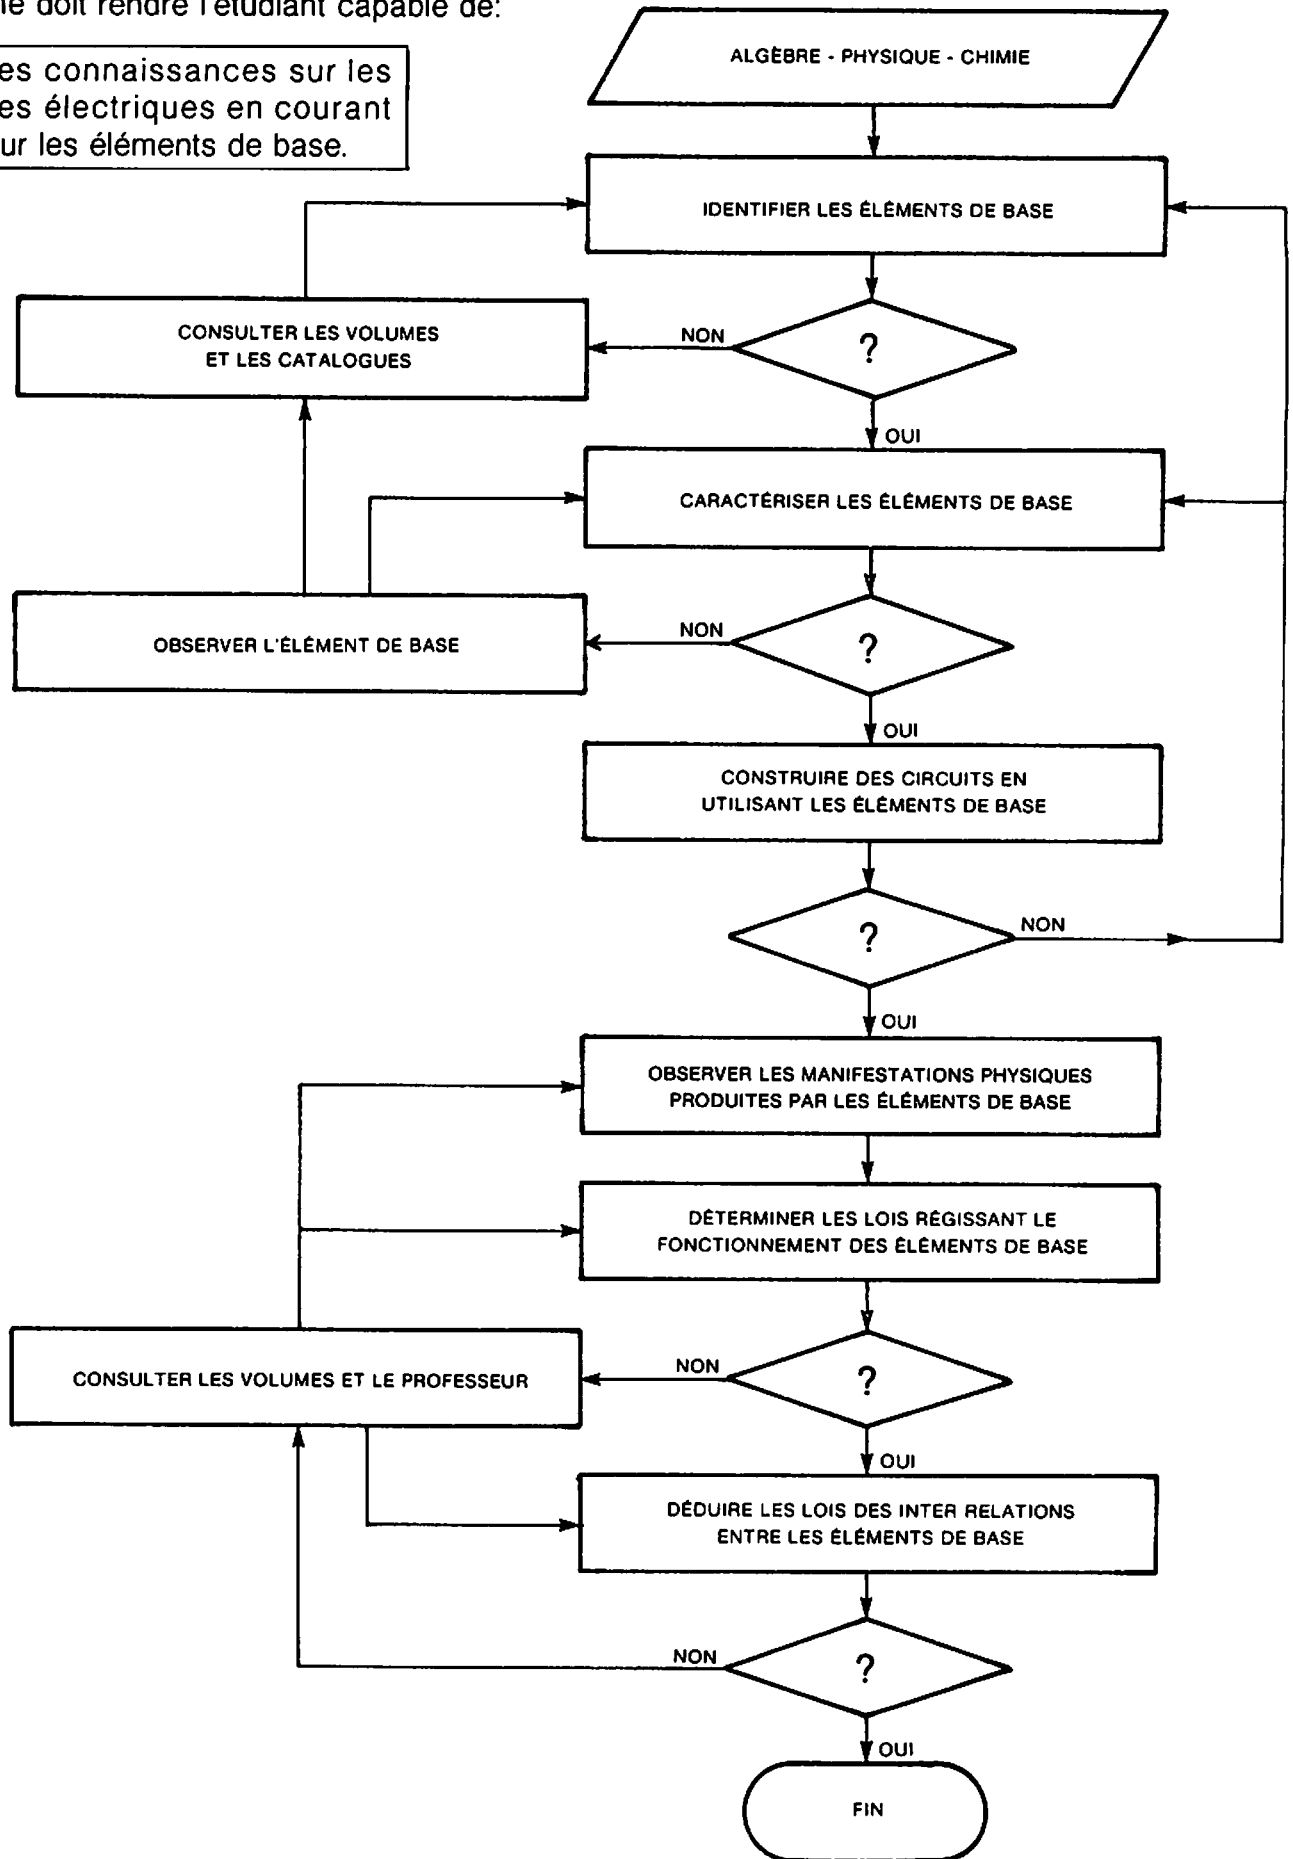 doit rendre l'étudiant capable de:
connaissances sur les
électriques en courant
les éléments de base.
ALGÈBRE - PHYSIQUE - CHIMIE
IDENTIFIER LES ÉLÉMENTS DE BASE
CONSULTER LES VOLUMES
ET LES CATALOGUES
NON
?
OUI
CARACTÉRISER LES ÉLÉMENTS DE BASE
OBSERVER L'ÉLÉMENT DE BASE
NON
?
OUI
CONSTRUIRE DES CIRCUITS EN
UTILISANT LES ÉLÉMENTS DE BASE
?
NON
OUI
OBSERVER LES MANIFESTATIONS PHYSIQUES
PRODUITES PAR LES ÉLÉMENTS DE BASE
DÉTERMINER LES LOIS RÉGISSANT LE
FONCTIONNEMENT DES ÉLÉMENTS DE BASE
CONSULTER LES VOLUMES ET LE PROFESSEUR
NON
?
OUI
DÉDUIRE LES LOIS DES INTER RELATIONS
ENTRE LES ÉLÉMENTS DE BASE
NON
?
OUI
FIN